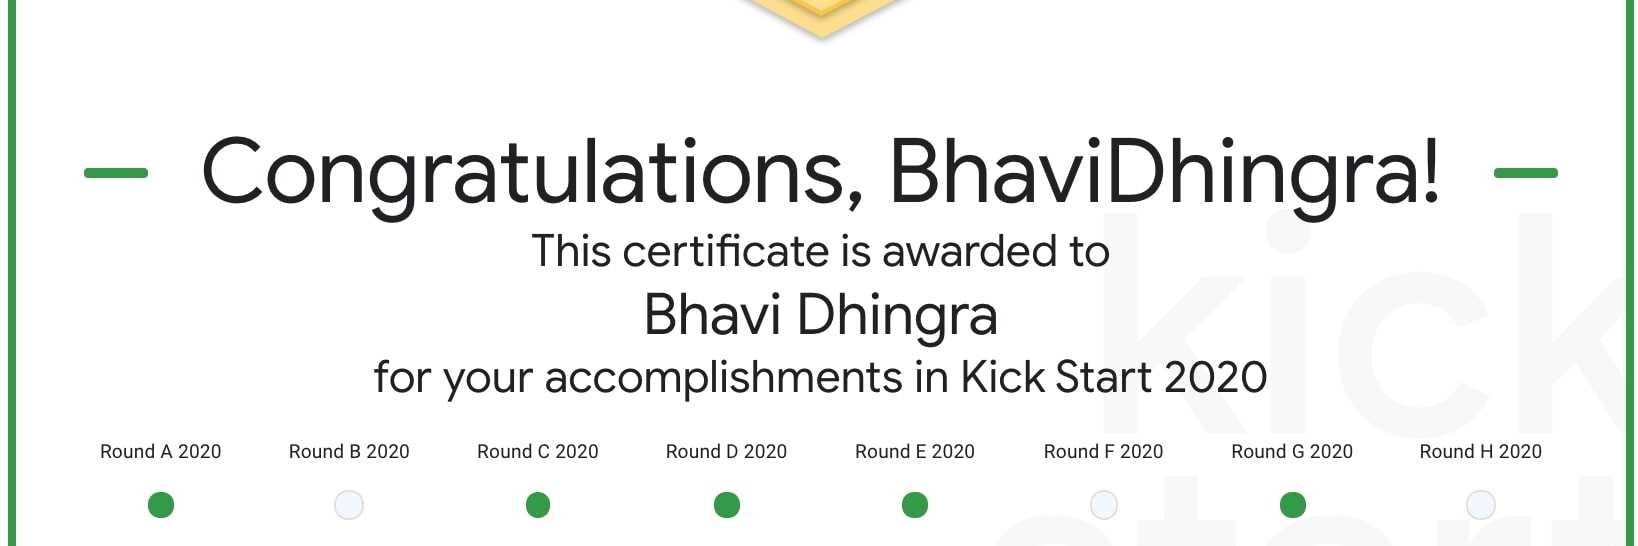 Congratulations, BhaviDhingra!
This certificate is awarded to
Bhavi Dhingra
for your accomplishments in Kick Start 2020
Round A 2020 Round B 2020 Round C 2020 Round D 2020 Round E 2020 Round F 2020 Round G 2020 Round H 2020
kick
start